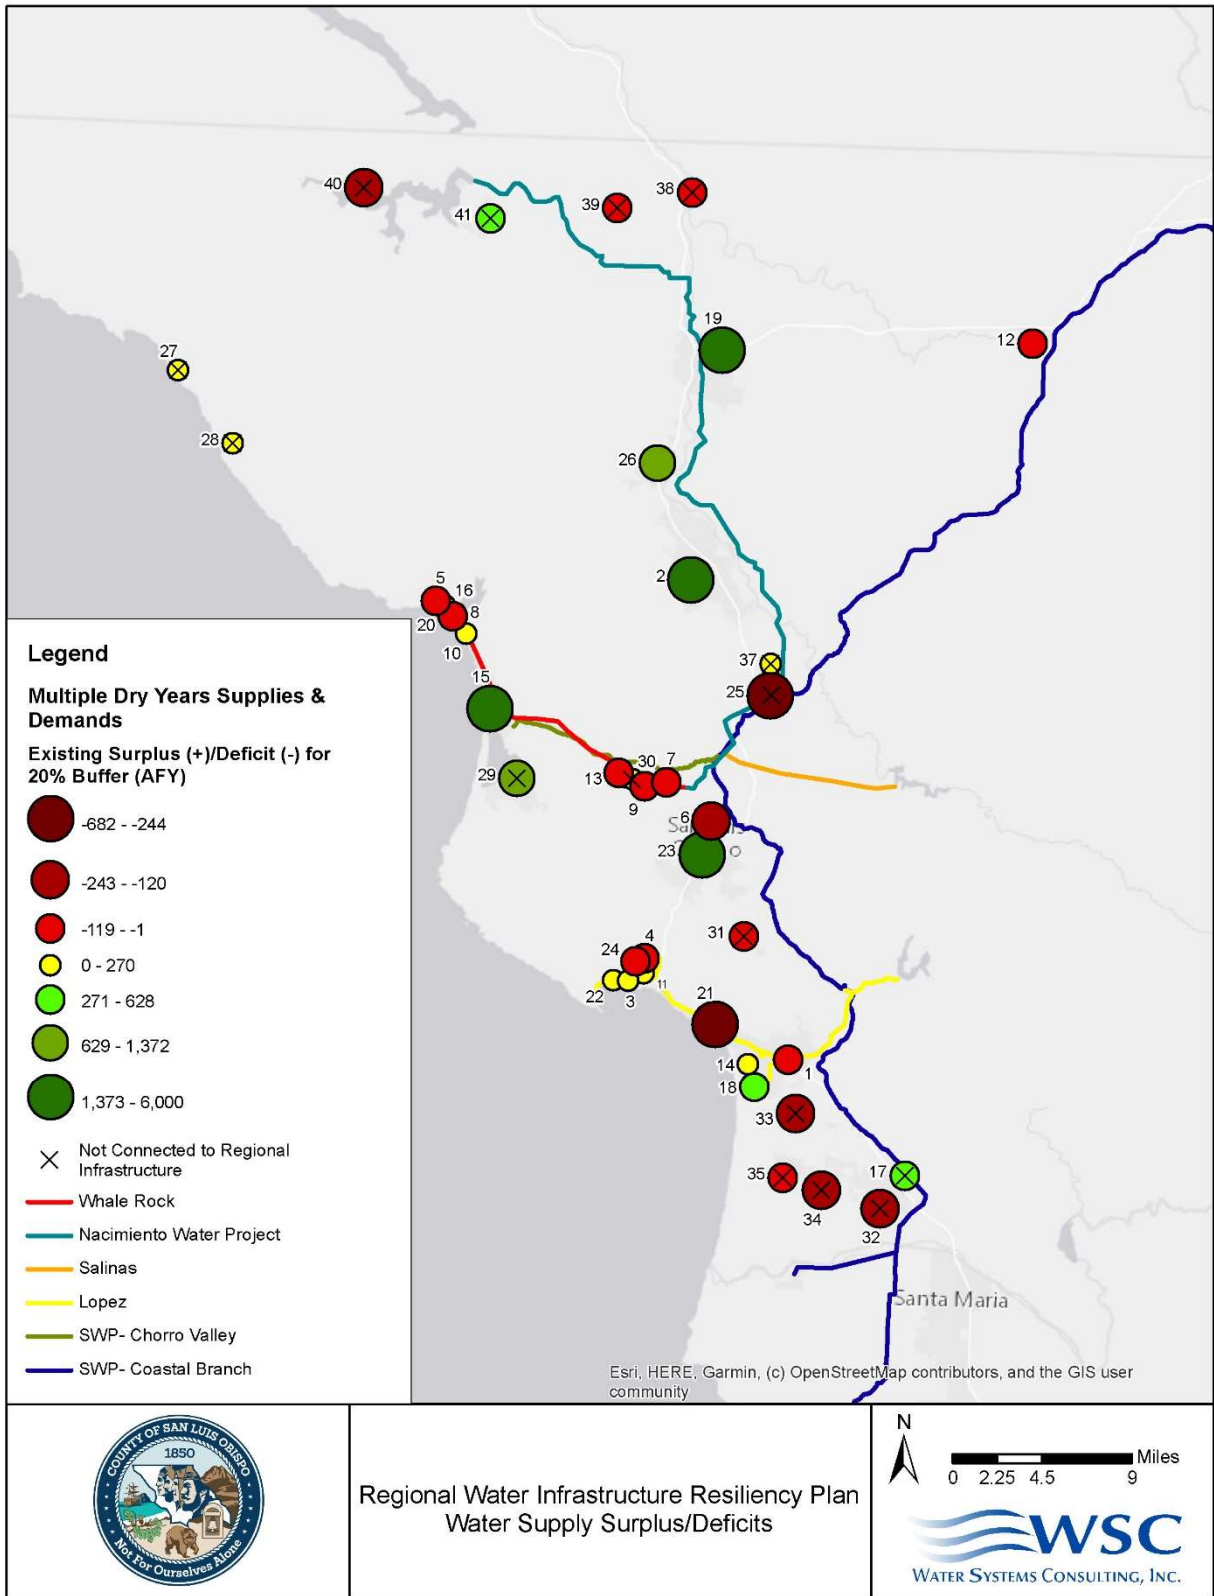 40
41
39
38
19
12
27
28
26
2
5
16
8
20
10
15
37
25
29
13
30
7
9
6
San Luis
23
o
31
24
4
22
3
11
21
14
1
18
33
35
34
17
32
Santa Maria
Legend
Multiple Dry Years Supplies &
Demands
Existing Surplus (+)/Deficit (-) for
20% Buffer (AFY)
-682 - -244
-243 - -120
-119 - -1
0 - 270
271 - 628
629 - 1,372
1,373 - 6,000
Not Connected to Regional
Infrastructure
Whale Rock
Nacimiento Water Project
Salinas
Lopez
SWP- Chorro Valley
SWP- Coastal Branch
Esri, HERE, Garmin, (c) OpenStreetMap contributors, and the GIS user
community
COUNTY OF SAN LUIS OBISPO
1850
Not For Ourselves Alone
Regional Water Infrastructure Resiliency Plan
Water Supply Surplus/Deficits
N
Miles
0 2.25 4.5 9
WSC
WATER SYSTEMS CONSULTING, INC.